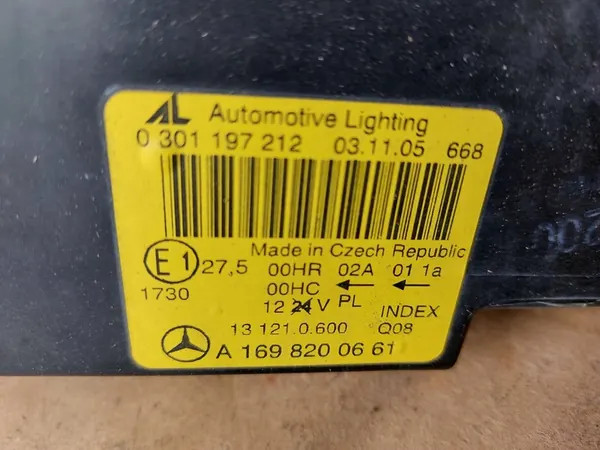 AL Automotive Lighting
0 301 197 212 03.11.05 668
Made in Czech Republic
E1 27,5 00HR 02A 01 1a
1730 00HC ← ←
12 24 V PL INDEX
13 121.0.600 Q08
A 169 820 06 61